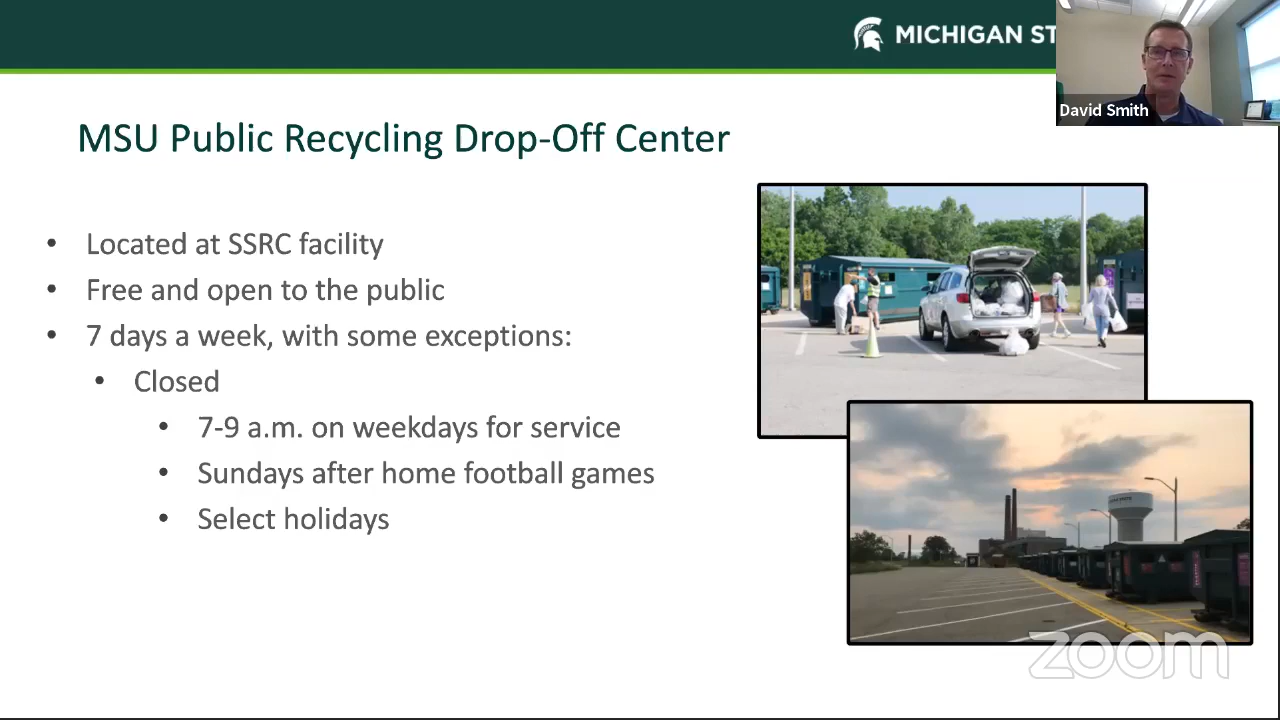 MICHIGAN ST
David Smith
MSU Public Recycling Drop-Off Center
• Located at SSRC facility
• Free and open to the public
• 7 days a week, with some exceptions:
• Closed
• 7-9 a.m. on weekdays for service
• Sundays after home football games
• Select holidays
zoom